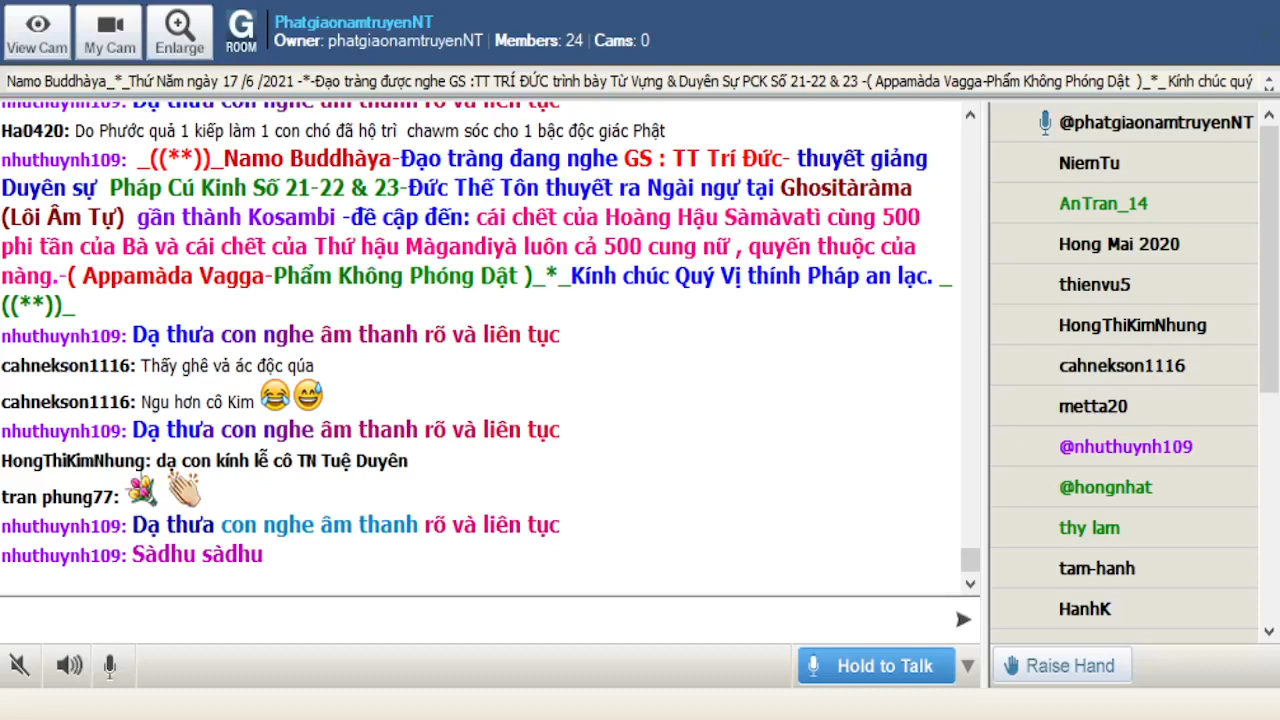 View Cam
My Cam
Enlarge
G
ROOM
PhatgiaonamtruyenNT
Owner: phatgiaonamtruyenNT | Members: 24 | Cams: 0
Namo Buddhàya_*_Thứ Năm ngày 17 /6 /2021 -*-Đạo tràng được nghe GS :TT TRÍ ĐỨC trình bày Từ Vựng & Duyên Sự PCK Số 21-22 & 23 -( Appamàda Vagga-Phẩm Không Phóng Dật )_*_ Kính chúc quý
nhuthuynh109: Dạ thưa con nghe âm thanh rõ và liên tục
Ha0420: Do Phước quả 1 kiếp làm 1 con chó đã hộ trì chawm sóc cho 1 bậc độc giác Phật
nhuthuynh109: _((**))_Namo Buddhàya-Đạo tràng đang nghe GS : TT Trí Đức- thuyết giảng
Duyên sự Pháp Cú Kinh Số 21-22 & 23-Đức Thế Tôn thuyết ra Ngài ngự tại Ghositàràma
(Lôi Âm Tự) gần thành Kosambi -đề cập đến: cái chết của Hoàng Hậu Sàmàvatì cùng 500
phi tần của Bà và cái chết của Thứ hậu Màgandiyà luôn cả 500 cung nữ , quyến thuộc của
nàng.-( Appamàda Vagga-Phẩm Không Phóng Dật )_*_Kính chúc Quý Vị thính Pháp an lạc. _
((**))_
nhuthuynh109: Dạ thưa con nghe âm thanh rõ và liên tục
cahnekson1116: Thấy ghê vả ác độc qúa
cahnekson1116: Ngu hơn cô Kim
nhuthuynh109: Dạ thưa con nghe âm thanh rõ và liên tục
HongThiKimNhung: dạ con kính lễ cô TN Tuệ Duyên
tran phung77:
nhuthuynh109: Dạ thưa con nghe âm thanh rõ và liên tục
nhuthuynh109: Sàdhu sàdhu
@phatgiaonamtruyenNT
NiemTu
AnTran_14
Hong Mai 2020
thienvu5
HongThiKimNhung
cahnekson1116
metta20
@nhuthuynh109
@hongnhat
thy lam
tam-hanh
HanhK
Hold to Talk
Raise Hand